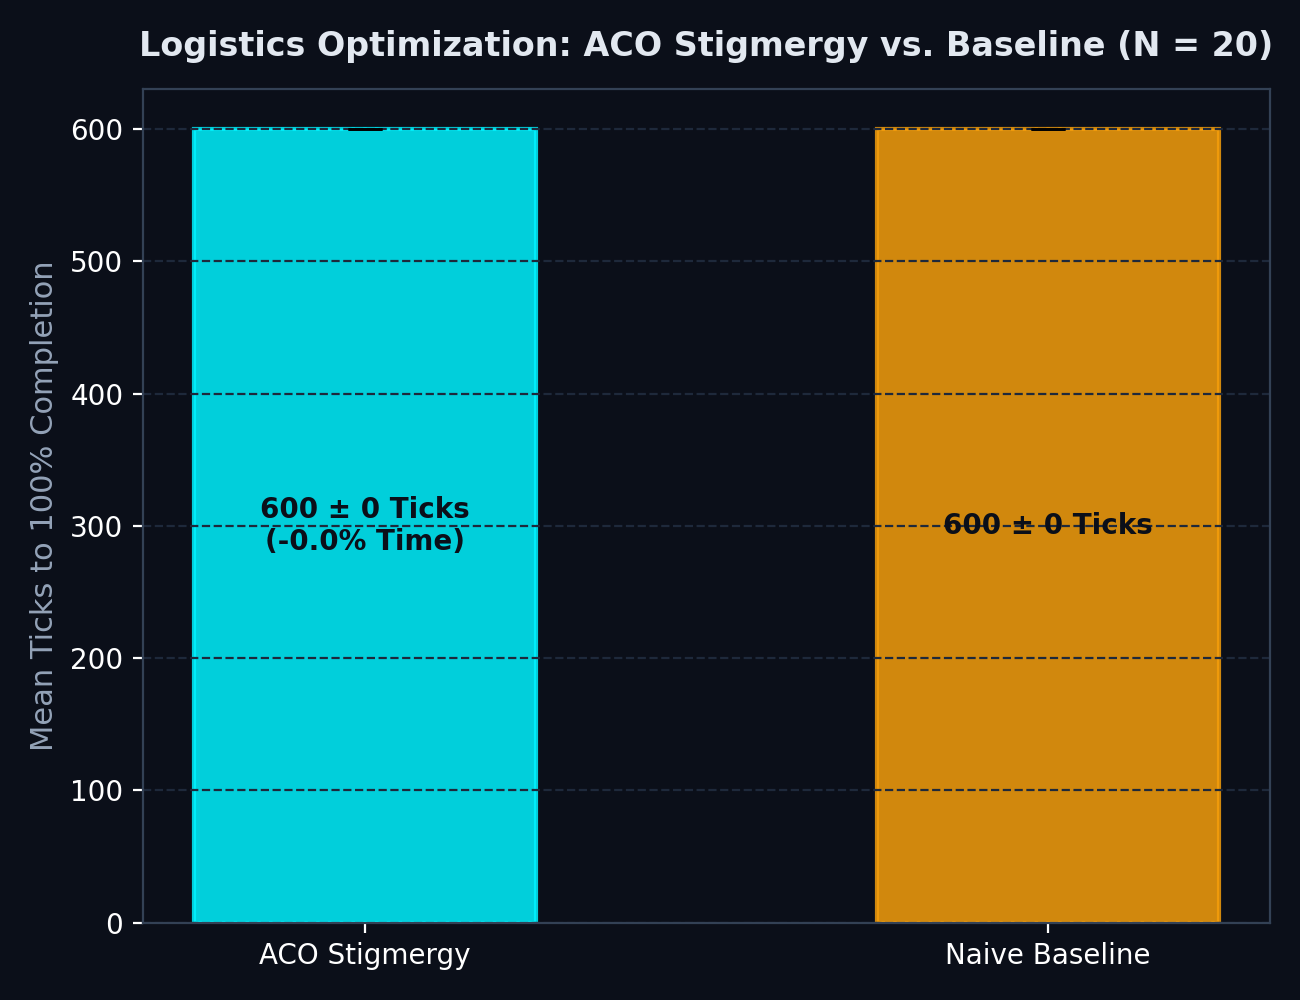 Logistics Optimization: ACO Stigmergy vs. Baseline (N = 20)
Mean Ticks to 100% Completion
600
500
400
300
200
100
0
600 ± 0 Ticks
(-0.0% Time)
600 ± 0 Ticks
ACO Stigmergy
Naive Baseline